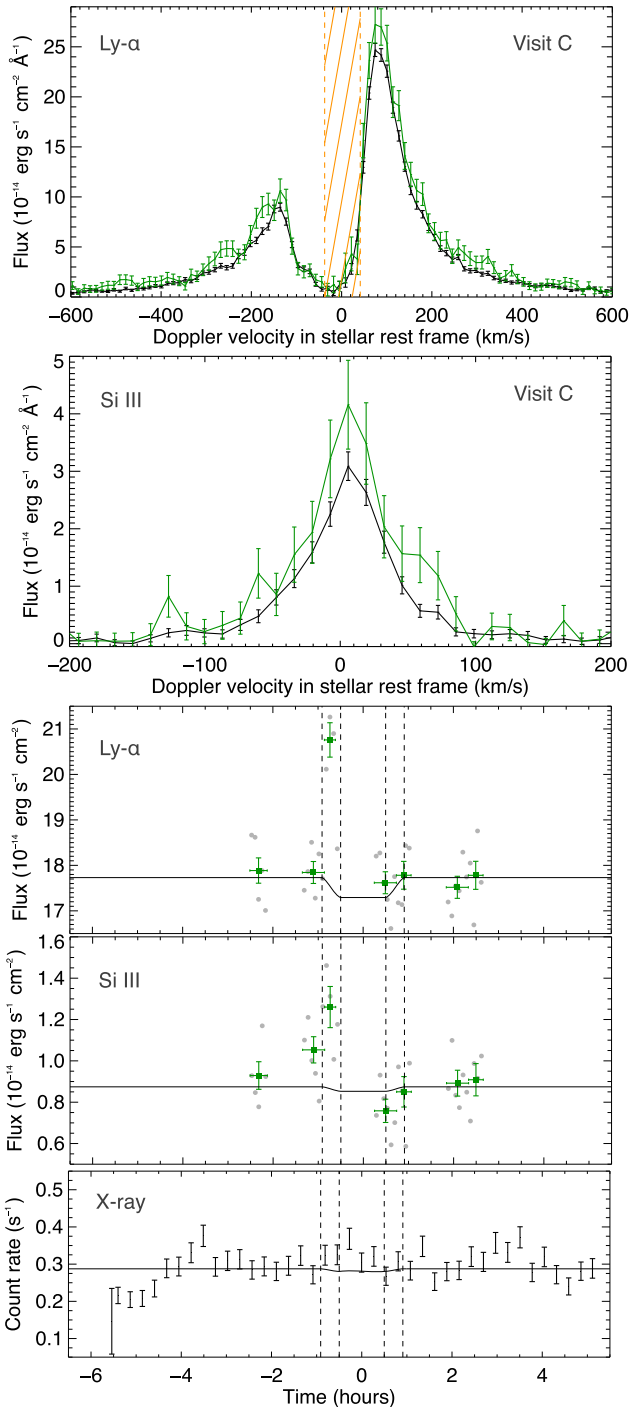 Ly-α
Visit C
Flux (10⁻¹⁴ erg s⁻¹ cm⁻² Å⁻¹)
25
20
15
10
5
0
−600 −400 −200 0 200 400 600
Doppler velocity in stellar rest frame (km/s)
Si III
Visit C
Flux (10⁻¹⁴ erg s⁻¹ cm⁻² Å⁻¹)
5
4
3
2
1
0
−200 −100 0 100 200
Doppler velocity in stellar rest frame (km/s)
Ly-α
Flux (10⁻¹⁴ erg s⁻¹ cm⁻²)
21
20
19
18
17
Si III
Flux (10⁻¹⁴ erg s⁻¹ cm⁻²)
1.6
1.4
1.2
1.0
0.8
0.6
X-ray
Count rate (s⁻¹)
0.5
0.4
0.3
0.2
0.1
−6 −4 −2 0 2 4
Time (hours)